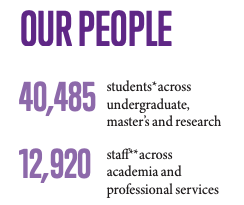 OUR PEOPLE
40,485 students* across
undergraduate,
master's and research
12,920 staff** across
academia and
professional services